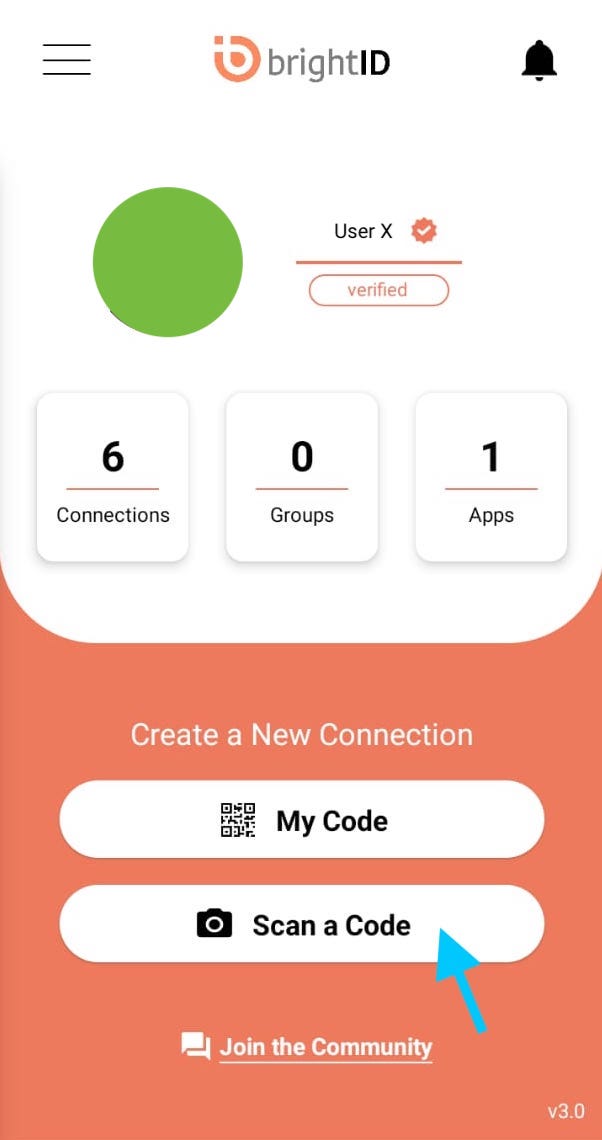 brightID
User X
verified
6
Connections
0
Groups
1
Apps
Create a New Connection
My Code
Scan a Code
Join the Community
v3.0